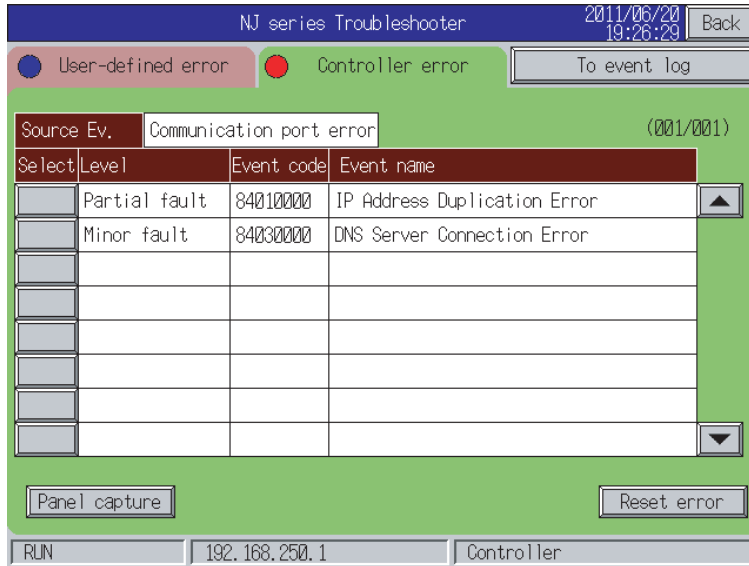 NJ series Troubleshooter
2011/06/20
19:26:29
Back
User-defined error
Controller error
To event log
Source Ev. Communication port error (001/001)
Select Level Event code Event name
Partial fault 84010000 IP Address Duplication Error
Minor fault 84030000 DNS Server Connection Error
Panel capture
Reset error
RUN 192.168.250.1 Controller